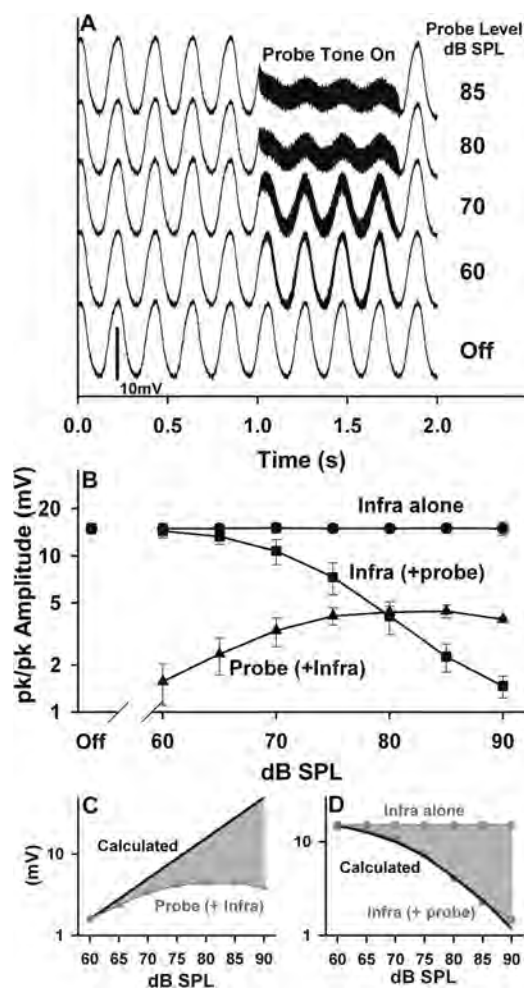 A
Probe Level
dB SPL
Probe Tone On
85
80
70
60
Off
10mV
0.0 0.5 1.0 1.5 2.0
Time (s)
B
pk/pk Amplitude (mV)
20
10
5
2
1
Infra alone
Infra (+probe)
Probe (+Infra)
Off 60 70 80 90
dB SPL
C
(mV)
10
1
Calculated
Probe (+ Infra)
60 65 70 75 80 85 90
dB SPL
D
10
1
Infra alone
Calculated
Infra (+ probe)
60 65 70 75 80 85 90
dB SPL